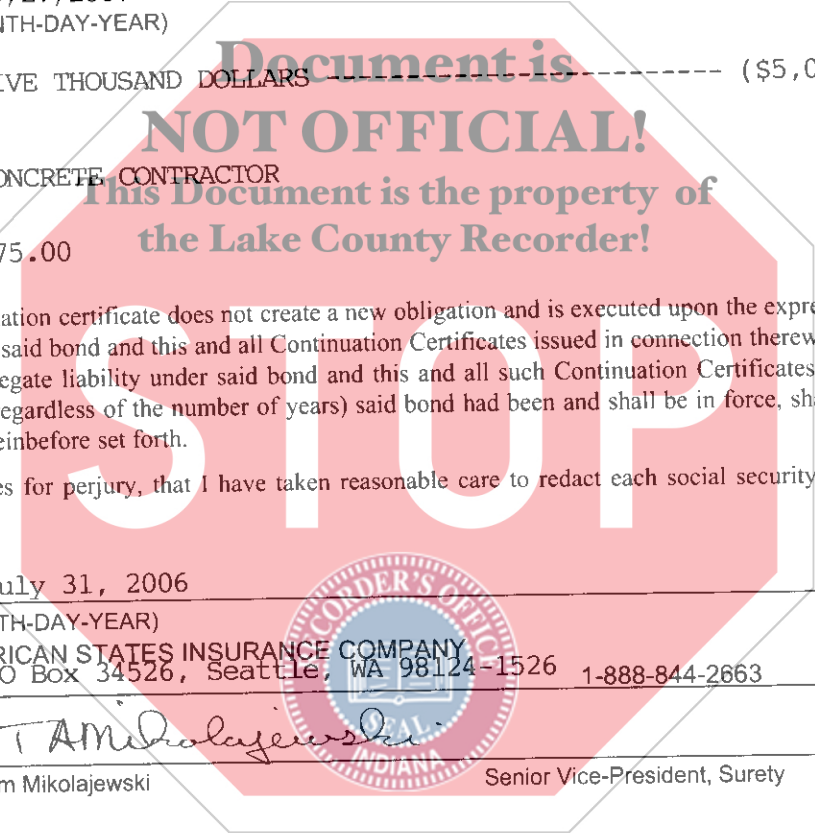 NTH-DAY-YEAR)
Document is
IVE THOUSAND DOLLARS ---------------------------- ($5,0
NOT OFFICIAL!
ONCRETE CONTRACTOR
This Document is the property of
the Lake County Recorder!
75.00
ation certificate does not create a new obligation and is executed upon the expre
said bond and this and all Continuation Certificates issued in connection therew
egate liability under said bond and this and all such Continuation Certificates
egardless of the number of years) said bond had been and shall be in force, sha
einbefore set forth.
STOP
es for perjury, that I have taken reasonable care to redact each social security
uly 31, 2006
TH-DAY-YEAR)
RICAN STATES INSURANCE COMPANY
O Box 34526, Seattle, WA 98124-1526 1-888-844-2663
RECORDER'S OFFICE
SEAL
INDIANA
T A Mikolajewski
m Mikolajewski Senior Vice-President, Surety